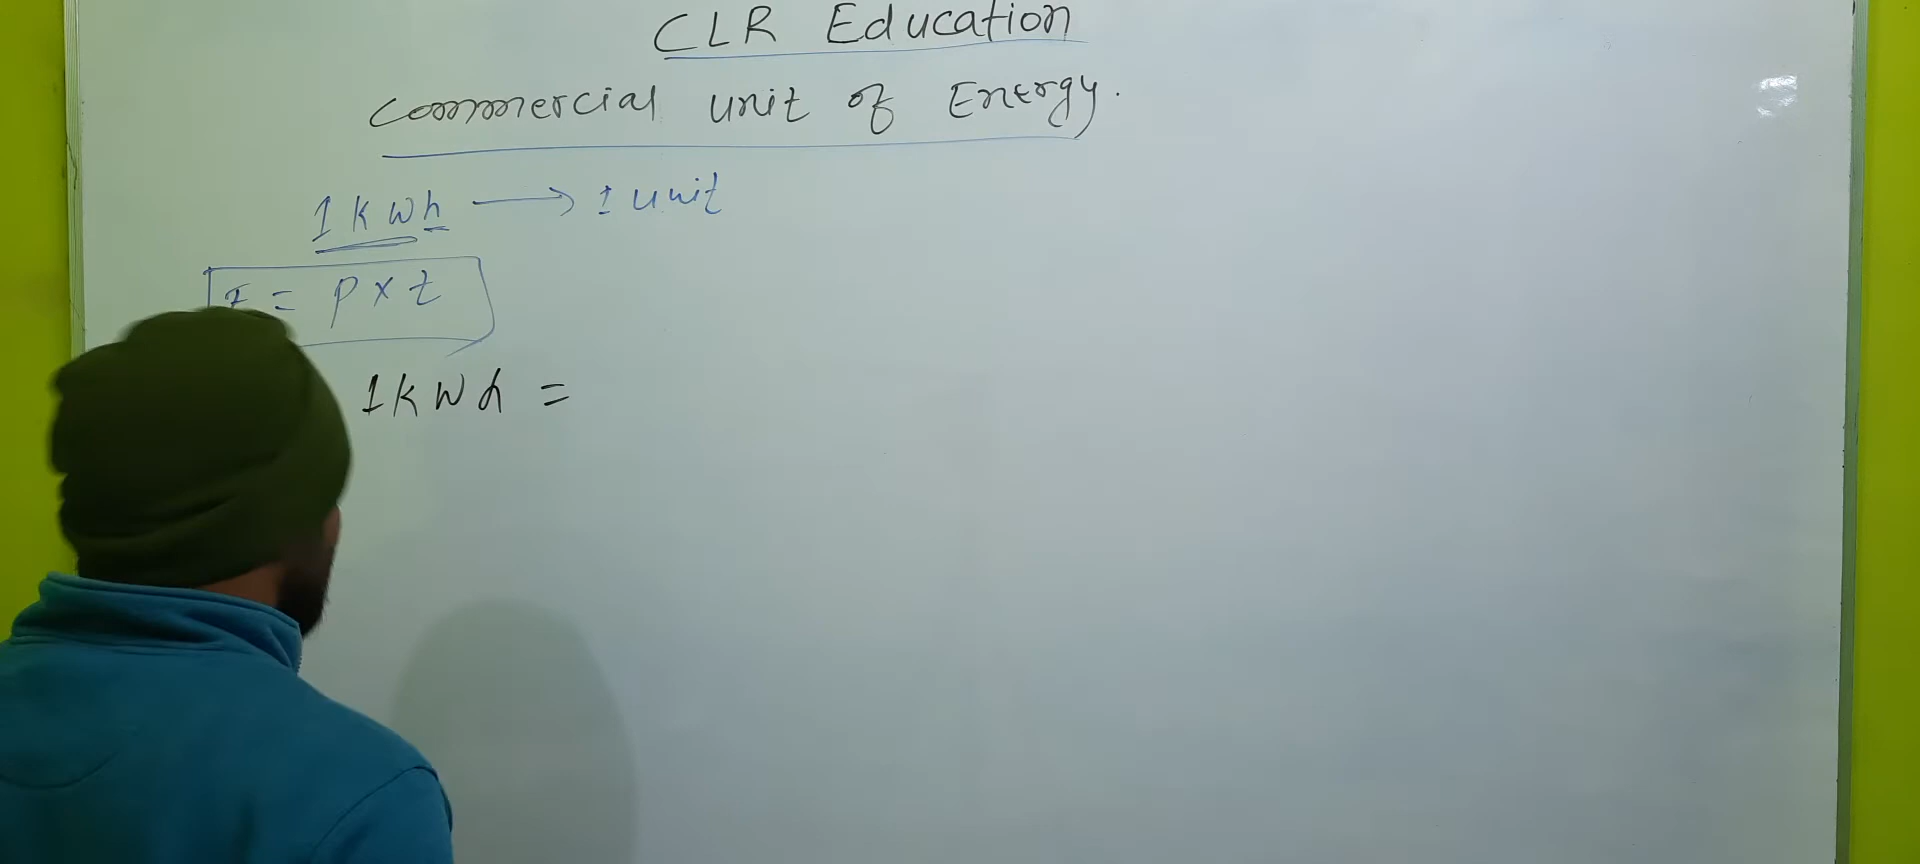 CLR Education
Commercial unit of Energy.
1 kwh → 1 unit
E = P x t
1 kWh =